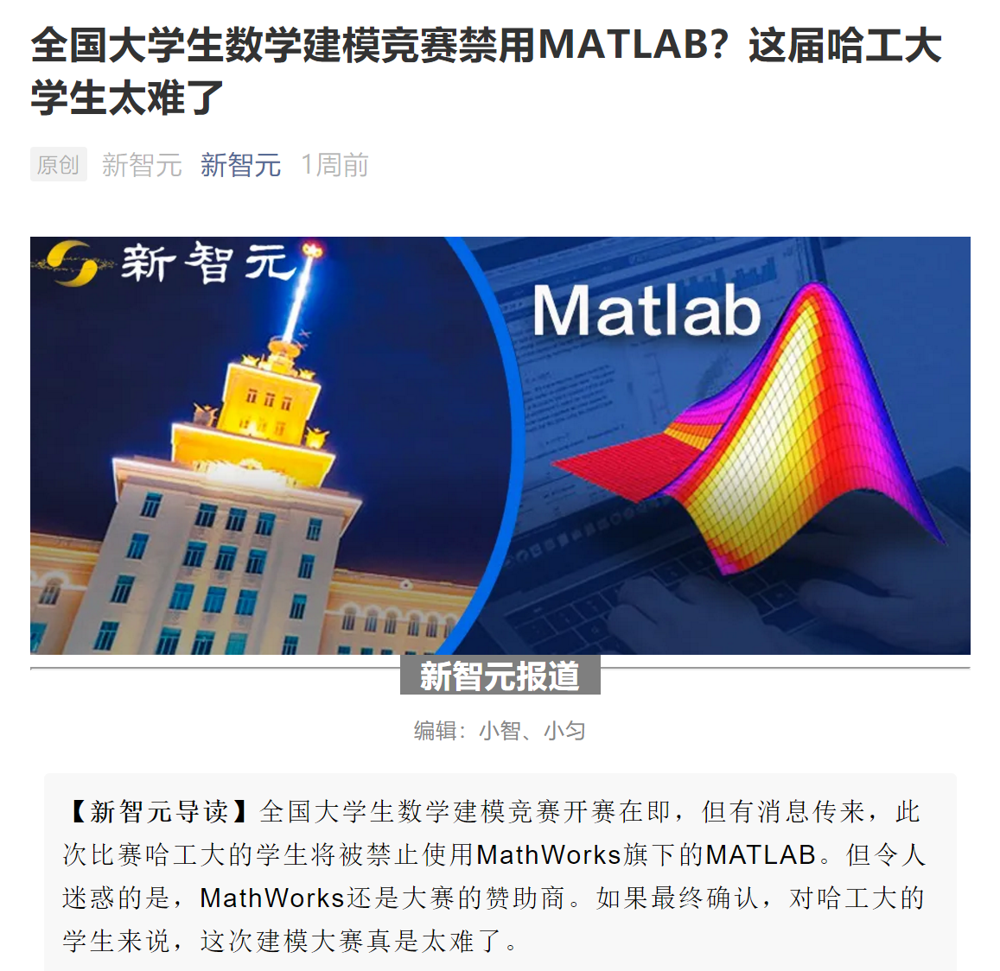 全国大学生数学建模竞赛禁用MATLAB？这届哈工大
学生太难了
原创 新智元 新智元 1周前
新智元
Matlab
新智元报道
编辑：小智、小匀
【新智元导读】全国大学生数学建模竞赛开赛在即，但有消息传来，此
次比赛哈工大的学生将被禁止使用MathWorks旗下的MATLAB。但令人
迷惑的是，MathWorks还是大赛的赞助商。如果最终确认，对哈工大的
学生来说，这次建模大赛真是太难了。